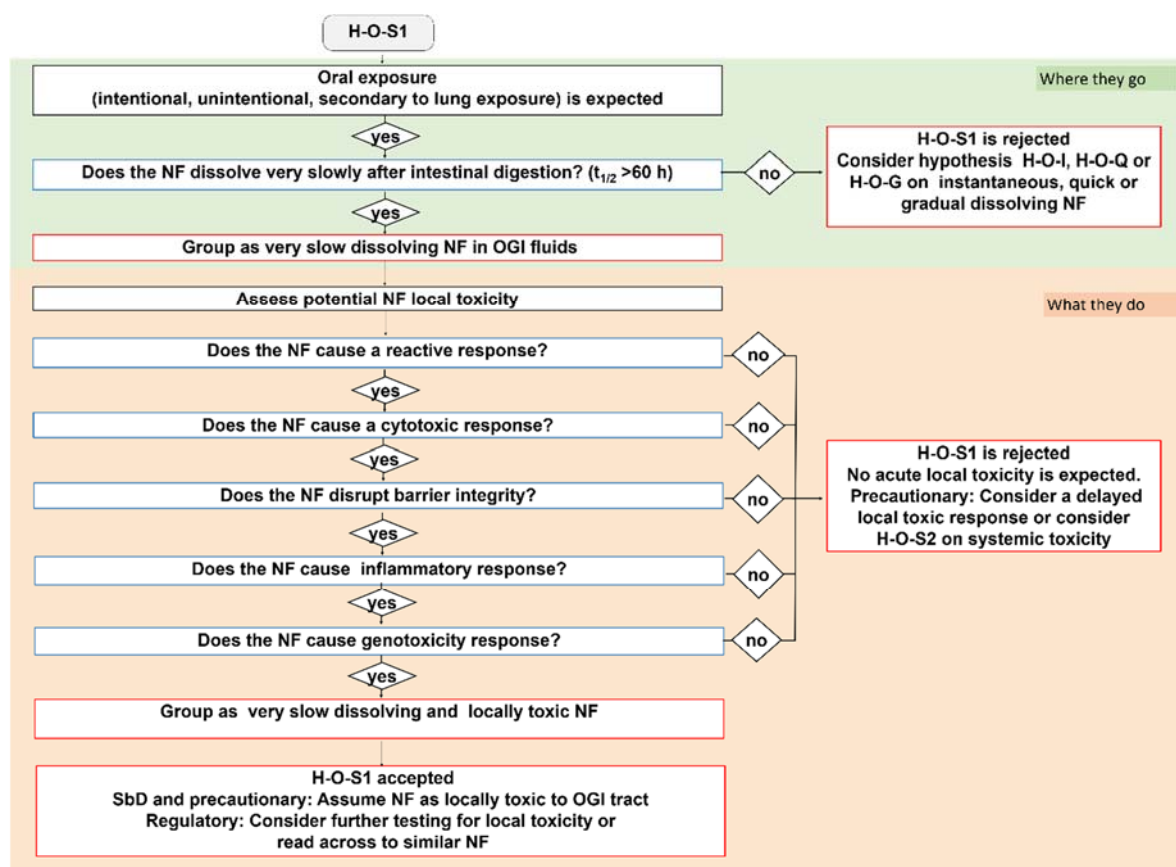 H-O-S1
Where they go
Oral exposure
(intentional, unintentional, secondary to lung exposure) is expected
yes
H-O-S1 is rejected
Consider hypothesis H-O-I, H-O-Q or
H-O-G on instantaneous, quick or
gradual dissolving NF
Does the NF dissolve very slowly after intestinal digestion? (t1/2 >60 h)
no
yes
Group as very slow dissolving NF in OGI fluids
What they do
Assess potential NF local toxicity
Does the NF cause a reactive response?
no
yes
Does the NF cause a cytotoxic response?
no
yes
Does the NF disrupt barrier integrity?
no
yes
Does the NF cause inflammatory response?
no
yes
Does the NF cause genotoxicity response?
no
yes
H-O-S1 is rejected
No acute local toxicity is expected.
Precautionary: Consider a delayed
local toxic response or consider
H-O-S2 on systemic toxicity
Group as very slow dissolving and locally toxic NF
H-O-S1 accepted
SbD and precautionary: Assume NF as locally toxic to OGI tract
Regulatory: Consider further testing for local toxicity or
read across to similar NF